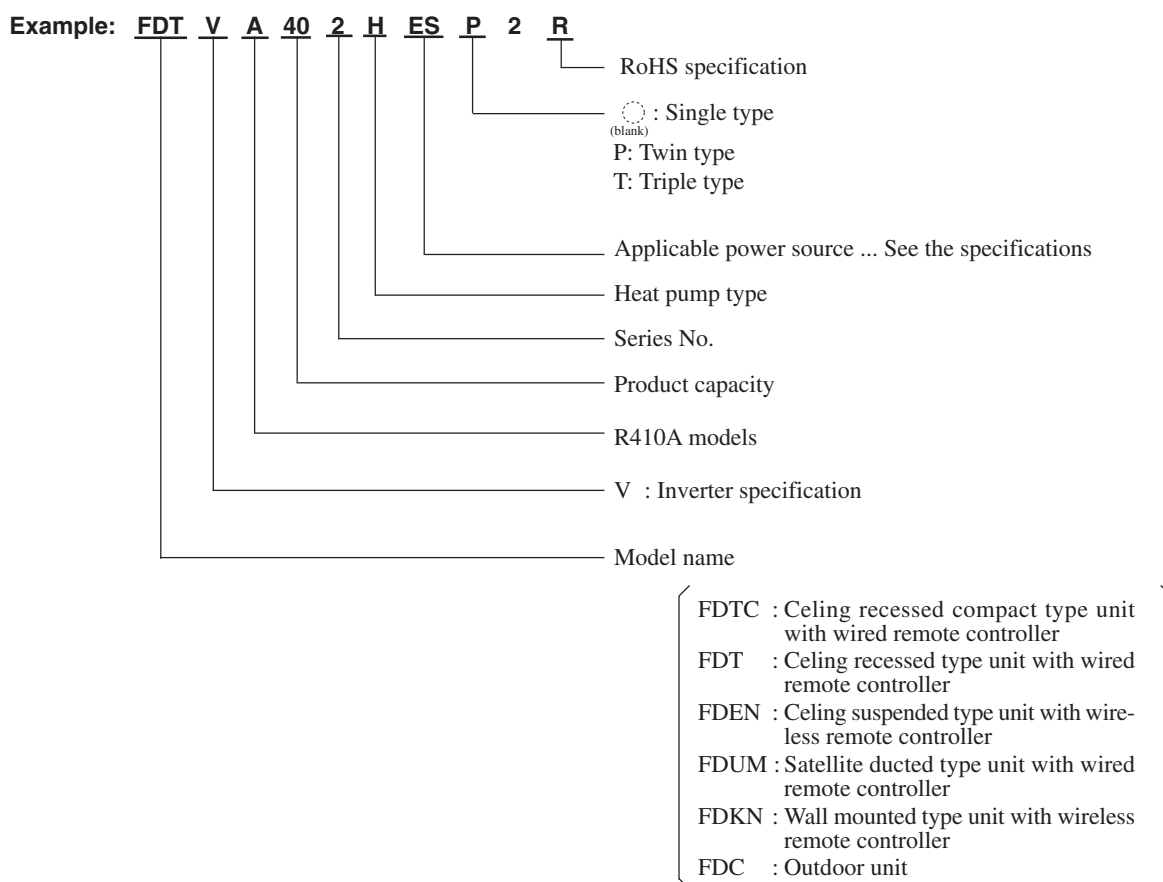 Example: FDT V A 40 2 H ES P 2 R
RoHS specification
: Single type
(blank)
P: Twin type
T: Triple type
Applicable power source ... See the specifications
Heat pump type
Series No.
Product capacity
R410A models
V : Inverter specification
Model name
FDTC : Celing recessed compact type unit
with wired remote controller
FDT : Celing recessed type unit with wired
remote controller
FDEN : Celing suspended type unit with wire-
less remote controller
FDUM : Satellite ducted type unit with wired
remote controller
FDKN : Wall mounted type unit with wireless
remote controller
FDC : Outdoor unit